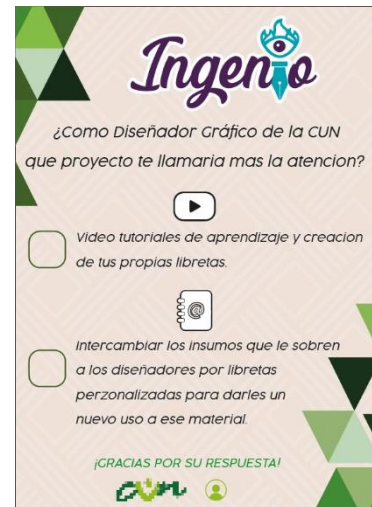 Ingenio
¿Como Diseñador Gráfico de la CUN
que proyecto te llamaria mas la atencion?
Video tutoriales de aprendizaje y creacion
de tus propias libretas.
@
Intercambiar los insumos que le sobren
a los diseñadores por libretas
perzonalizadas para darles un
nuevo uso a ese material.
¡GRACIAS POR SU RESPUESTA!
cun